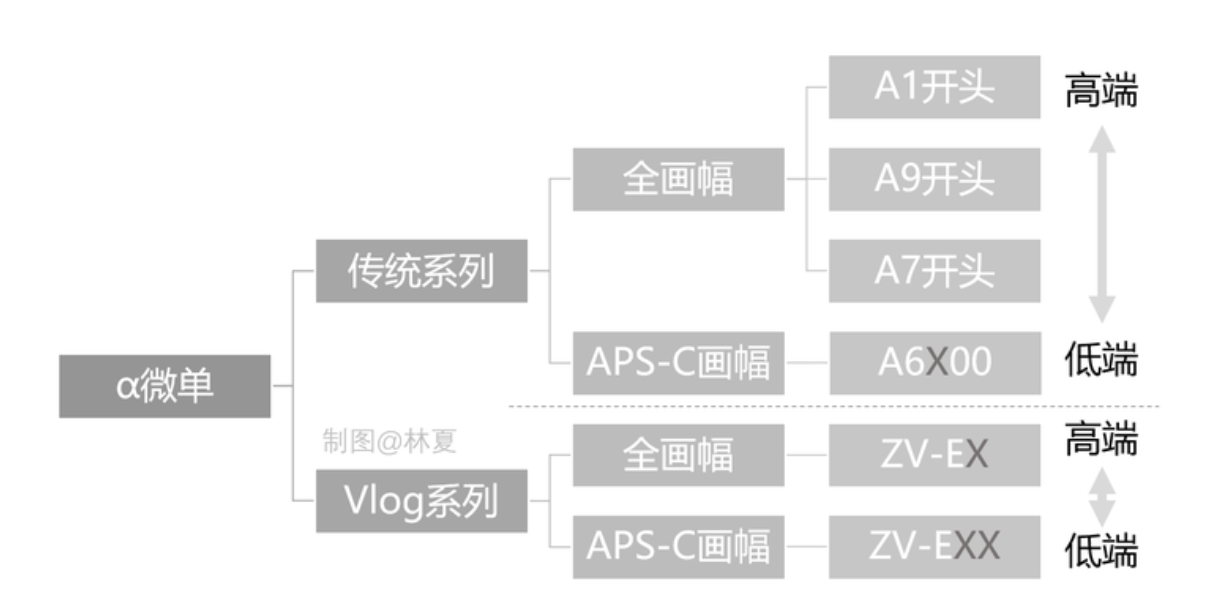 α微单
传统系列
全画幅
A1开头
A9开头
A7开头
APS-C画幅
A6X00
高端
低端
制图@林夏
Vlog系列
全画幅
ZV-EX
APS-C画幅
ZV-EXX
高端
低端